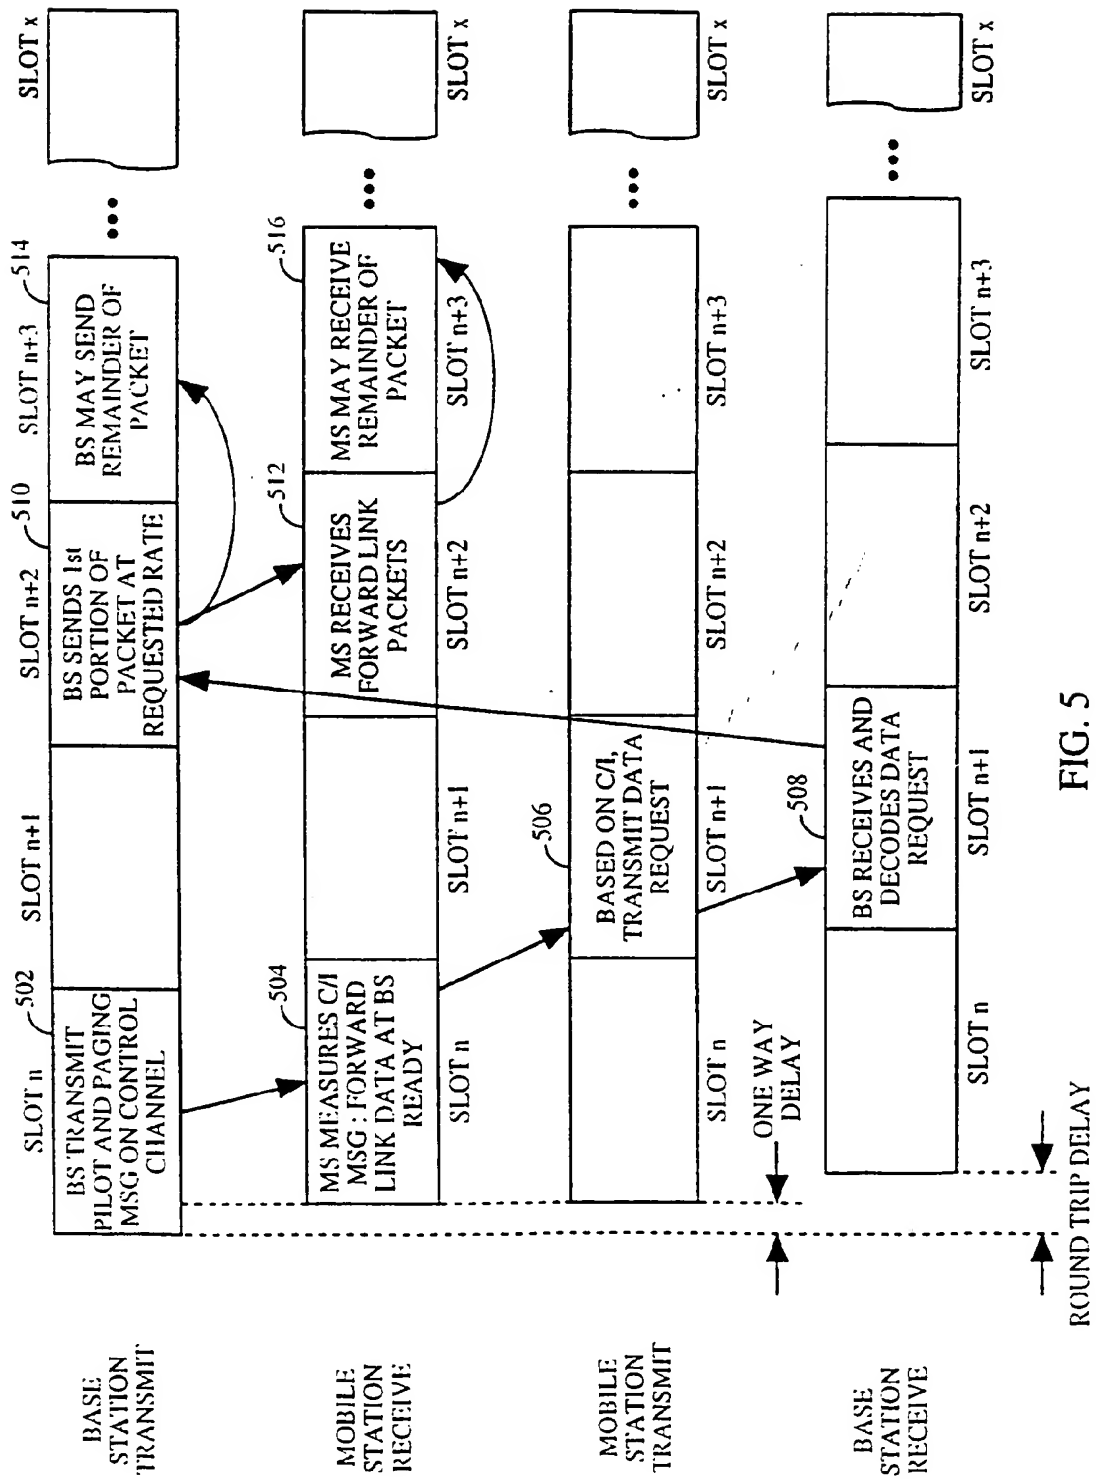 BASE
STATION
TRANSMIT
SLOT n
502
SLOT n+1
SLOT n+2
510
SLOT n+3
514
SLOT x
BS TRANSMIT
PILOT AND PAGING
MSG ON CONTROL
CHANNEL
BS SENDS 1st
PORTION OF
PACKET AT
REQUESTED RATE
BS MAY SEND
REMAINDER OF
PACKET
•••
MOBILE
STATION
RECEIVE
504
512
516
MS MEASURES C/I
MSG : FORWARD
LINK DATA AT BS
READY
MS RECEIVES
FORWARD LINK
PACKETS
MS MAY RECEIVE
REMAINDER OF
PACKET
•••
SLOT n
SLOT n+1
SLOT n+2
SLOT n+3
SLOT x
MOBILE
STATION
TRANSMIT
506
BASED ON C/I,
TRANSMIT DATA
REQUEST
•••
SLOT n
SLOT n+1
SLOT n+2
SLOT n+3
SLOT x
ONE WAY
DELAY
BASE
STATION
RECEIVE
508
BS RECEIVES AND
DECODES DATA
REQUEST
•••
SLOT n
SLOT n+1
SLOT n+2
SLOT n+3
SLOT x
ROUND TRIP DELAY
FIG. 5